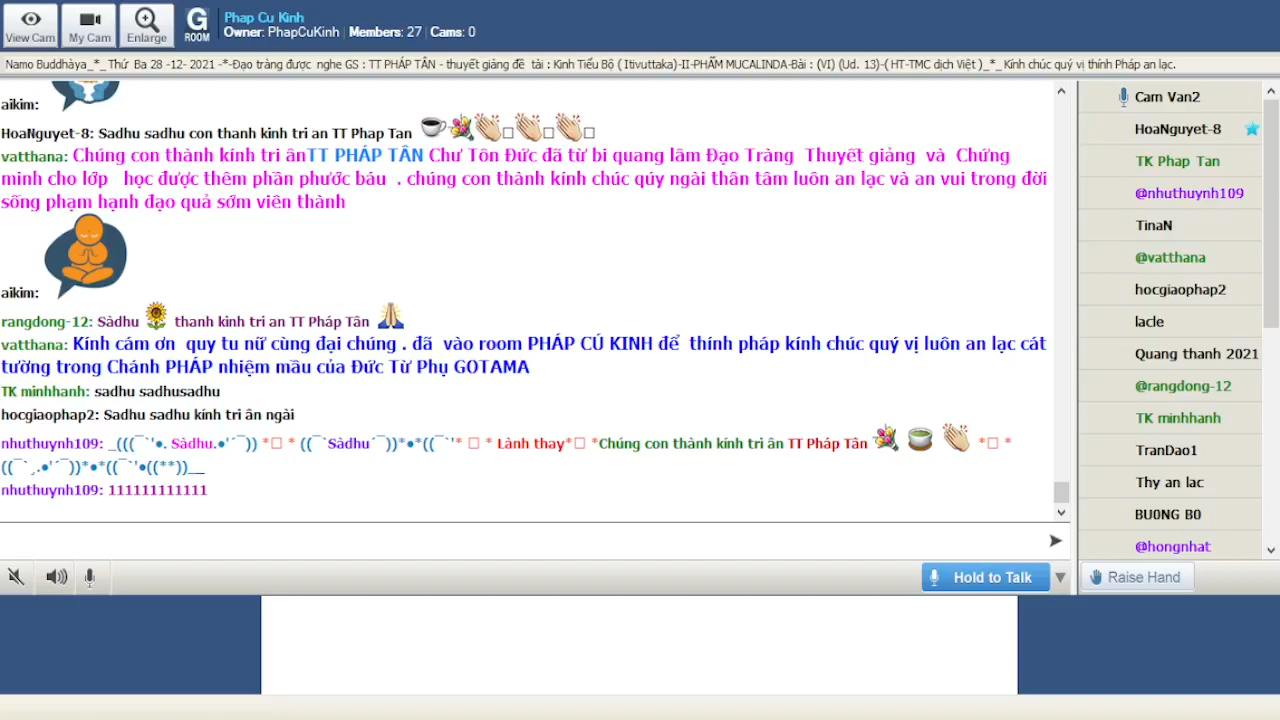 View Cam
My Cam
Enlarge
G
ROOM
Phap Cu Kinh
Owner: PhapCuKinh | Members: 27 | Cams: 0
Namo Buddhàya_*_Thứ Ba 28 -12- 2021 -*-Đạo tràng được nghe GS : TT PHÁP TÂN - thuyết giảng đề tài : Kinh Tiểu Bộ ( Itivuttaka)-II-PHẨM MUCALINDA-Bài : (VI) (Ud. 13)-( HT-TMC dịch Việt )_*_Kính chúc quý vị thính Pháp an lạc.
aikim:
HoaNguyet-8: Sadhu sadhu con thanh kinh tri an TT Phap Tan
vatthana: Chúng con thành kính tri ânTT PHÁP TÂN Chư Tôn Đức đã từ bi quang lâm Đạo Tràng Thuyết giảng và Chứng
minh cho lớp học được thêm phần phước báu . chúng con thành kính chúc qúy ngài thân tâm luôn an lạc và an vui trong đời
sống phạm hạnh đạo quả sớm viên thành
aikim:
rangdong-12: Sàdhu thanh kinh tri an TT Pháp Tân
vatthana: Kính cám ơn quy tu nữ cùng đại chúng . đã vào room PHÁP CÚ KINH để thính pháp kính chúc quý vị luôn an lạc cát
tường trong Chánh PHÁP nhiệm mầu của Đức Từ Phụ GOTAMA
TK minhhanh: sadhu sadhusadhu
hocgiaophap2: Sadhu sadhu kính tri ân ngài
nhuthuynh109: _(((¯`'•. Sàdhu.•'´¯)) *▯ * ((¯`Sàdhu´¯))*•*((¯`'* ▯ * Lành thay*▯ *Chúng con thành kính tri ân TT Pháp Tân *▯ *
((¯`¸.•'´¯))*•*((¯`'•((**))__
nhuthuynh109: 111111111111
Hold to Talk
Cam Van2
HoaNguyet-8
TK Phap Tan
@nhuthuynh109
TinaN
@vatthana
hocgiaophap2
lacle
Quang thanh 2021
@rangdong-12
TK minhhanh
TranDao1
Thy an lac
BU0NG B0
@hongnhat
Raise Hand